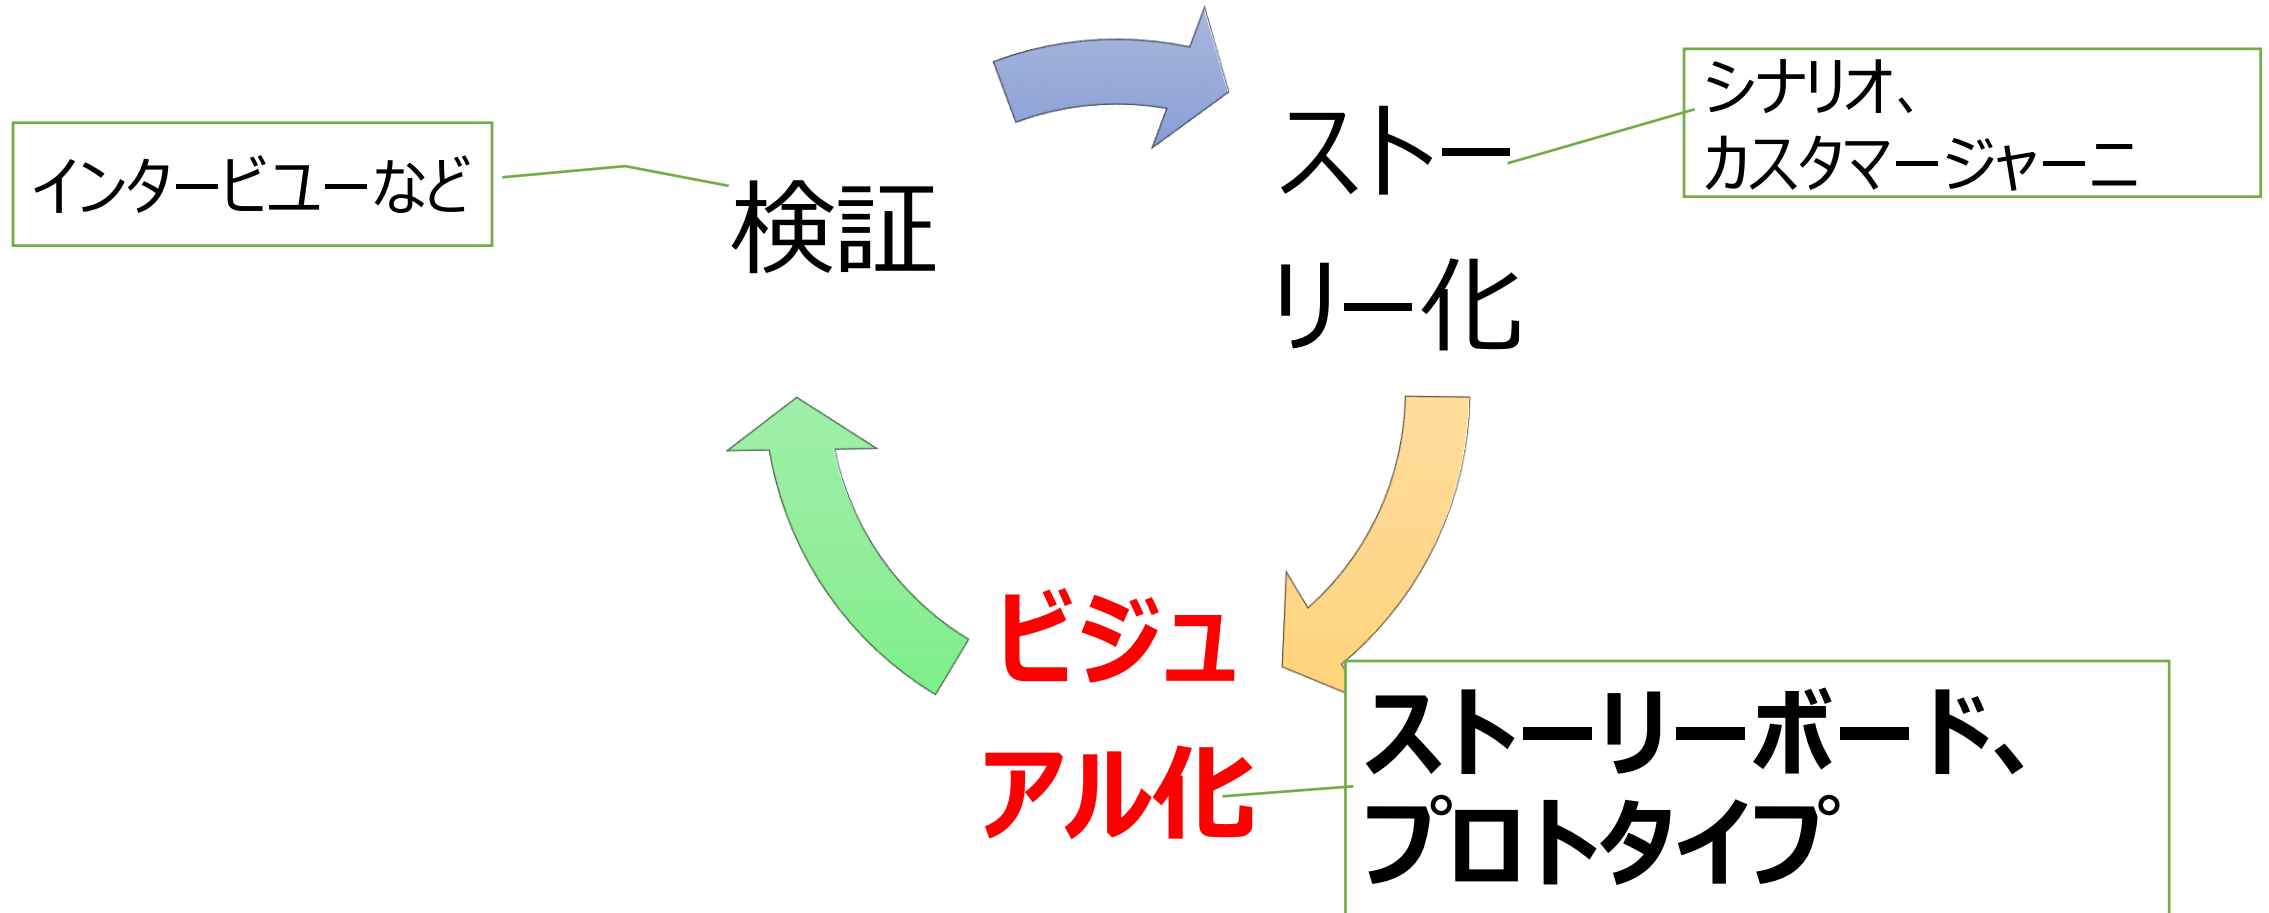 インタービューなど
検証
ストー
リー化
シナリオ、
カスタマージャーニ
ビジュ
アル化
ストーリーボード、
プロトタイプ